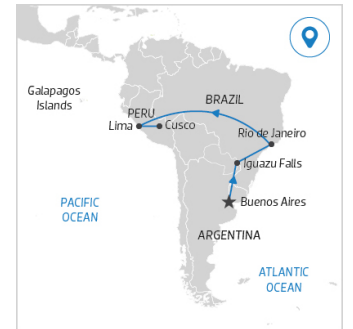 Galapagos
Islands
BRAZIL
PERU
Lima
Cusco
Rio de Janeiro
Iguazu Falls
PACIFIC
OCEAN
Buenos Aires
ARGENTINA
ATLANTIC
OCEAN